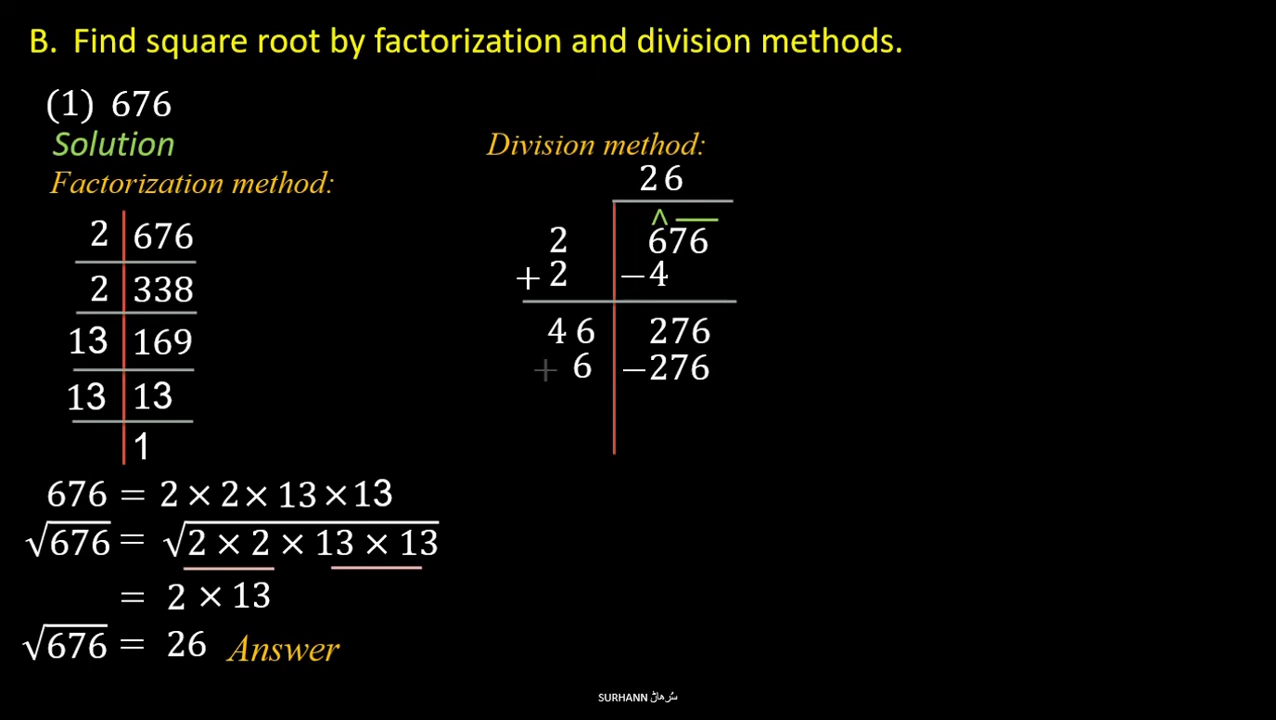 B. Find square root by factorization and division methods.
(1) 676
Solution
Factorization method:
2 | 676
2 | 338
13 | 169
13 | 13
1
676 = 2 × 2 × 13 × 13
√676 = √2 × 2 × 13 × 13
= 2 × 13
√676 = 26 Answer
Division method:
26
2 | 676
+ 2 | −4
46 | 276
+ 6 | −276
SURHANN سُرهاڻ